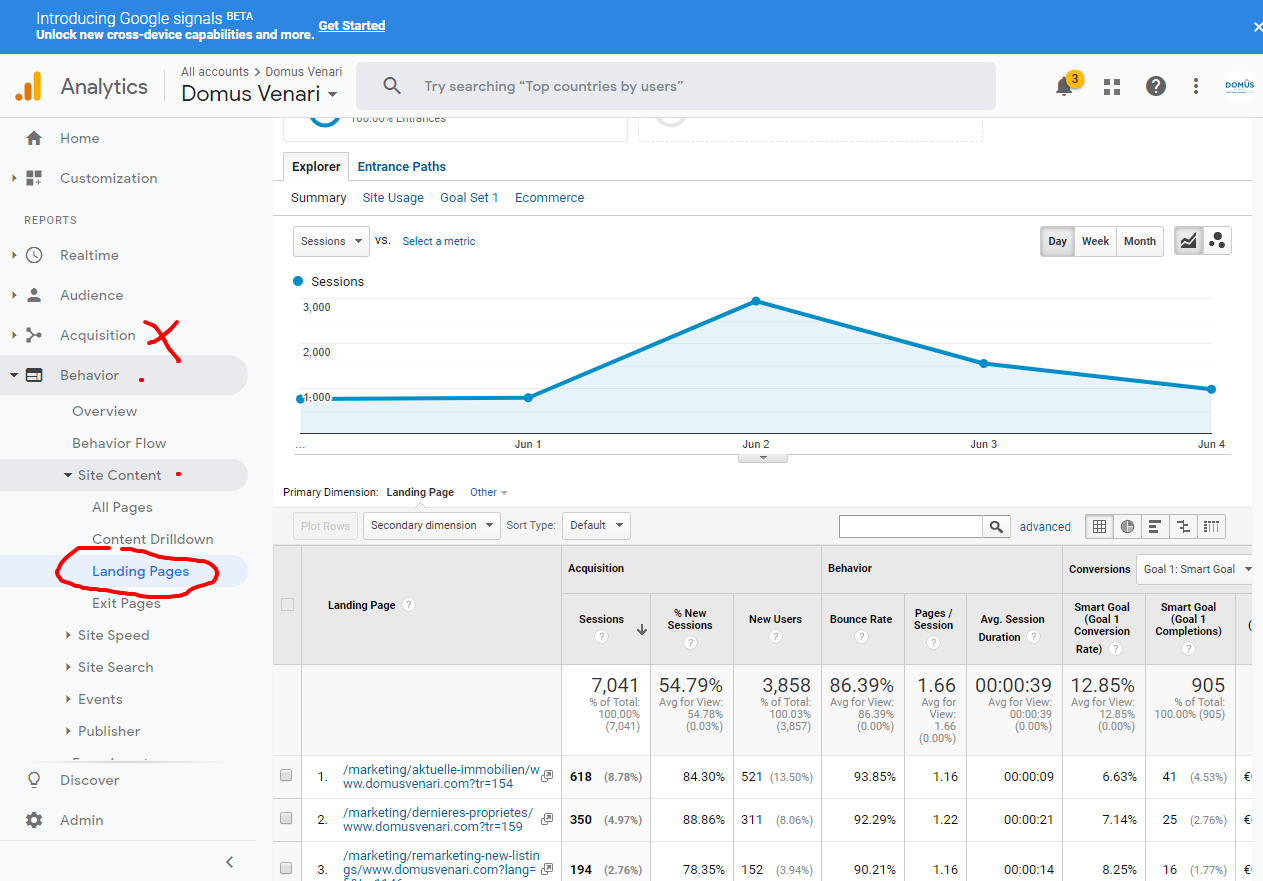 Introducing Google signals BETA
Unlock new cross-device capabilities and more. Get Started
Analytics
All accounts > Domus Venari
Domus Venari
Try searching “Top countries by users”
3
DOMUS
Home
Customization
REPORTS
Realtime
Audience
Acquisition
Behavior
Overview
Behavior Flow
Site Content
All Pages
Content Drilldown
Landing Pages
Exit Pages
Site Speed
Site Search
Events
Publisher
Discover
Admin
100.00% Entrances
Explorer Entrance Paths
Summary Site Usage Goal Set 1 Ecommerce
Sessions VS. Select a metric
Day Week Month
Sessions
3,000
2,000
1,000
... Jun 1 Jun 2 Jun 3 Jun 4
Primary Dimension: Landing Page Other
Plot Rows Secondary dimension Sort Type: Default advanced
Acquisition Behavior Conversions Goal 1: Smart Goal
Landing Page ?
Sessions ?
% New Sessions ?
New Users ?
Bounce Rate ?
Pages / Session ?
Avg. Session Duration ?
Smart Goal (Goal 1 Conversion Rate) ?
Smart Goal (Goal 1 Completions) ?
(
7,041 54.79% 3,858 86.39% 1.66 00:00:39 12.85% 905
% of Total: 100.00% (7,041)
Avg for View: 54.78% (0.03%)
% of Total: 100.03% (3,857)
Avg for View: 86.39% (0.00%)
Avg for View: 1.66 (0.00%)
Avg for View: 00:00:39 (0.00%)
Avg for View: 12.85% (0.00%)
% of Total: 100.00% (905)
1. /marketing/aktuelle-immobilien/www.domusvenari.com?tr=154 618 (8.78%) 84.30% 521 (13.50%) 93.85% 1.16 00:00:09 6.63% 41 (4.53%) €
2. /marketing/dernieres-proprietes/www.domusvenari.com?tr=159 350 (4.97%) 88.86% 311 (8.06%) 92.29% 1.22 00:00:21 7.14% 25 (2.76%) €
3. /marketing/remarketing-new-listings/www.domusvenari.com?lang= 194 (2.76%) 78.35% 152 (3.94%) 90.21% 1.16 00:00:14 8.25% 16 (1.77%) €